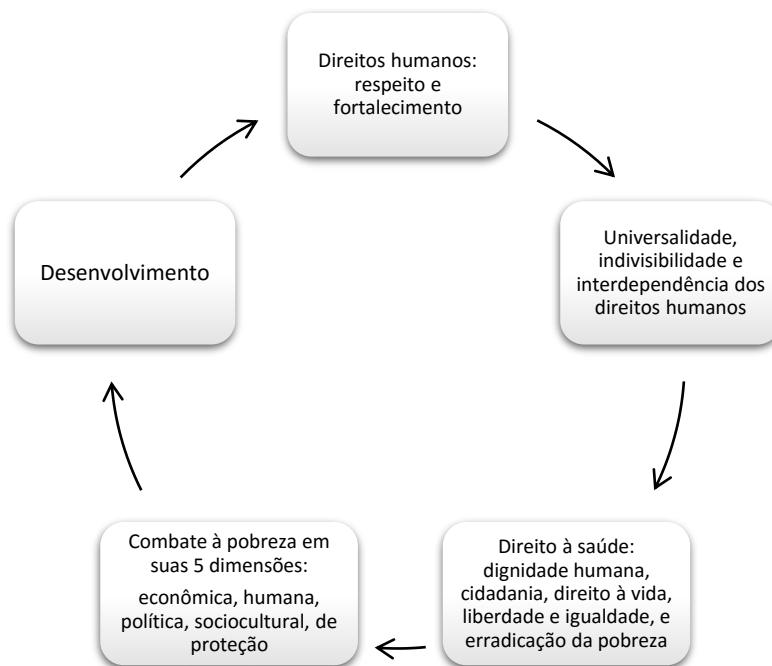 Direitos humanos:
respeito e
fortalecimento
Universalidade,
indivisibilidade e
interdependência dos
direitos humanos
Desenvolvimento
Direito à saúde:
dignidade humana,
cidadania, direito à vida,
liberdade e igualdade, e
erradicação da pobreza
Combate à pobreza em
suas 5 dimensões:
econômica, humana,
política, sociocultural, de
proteção